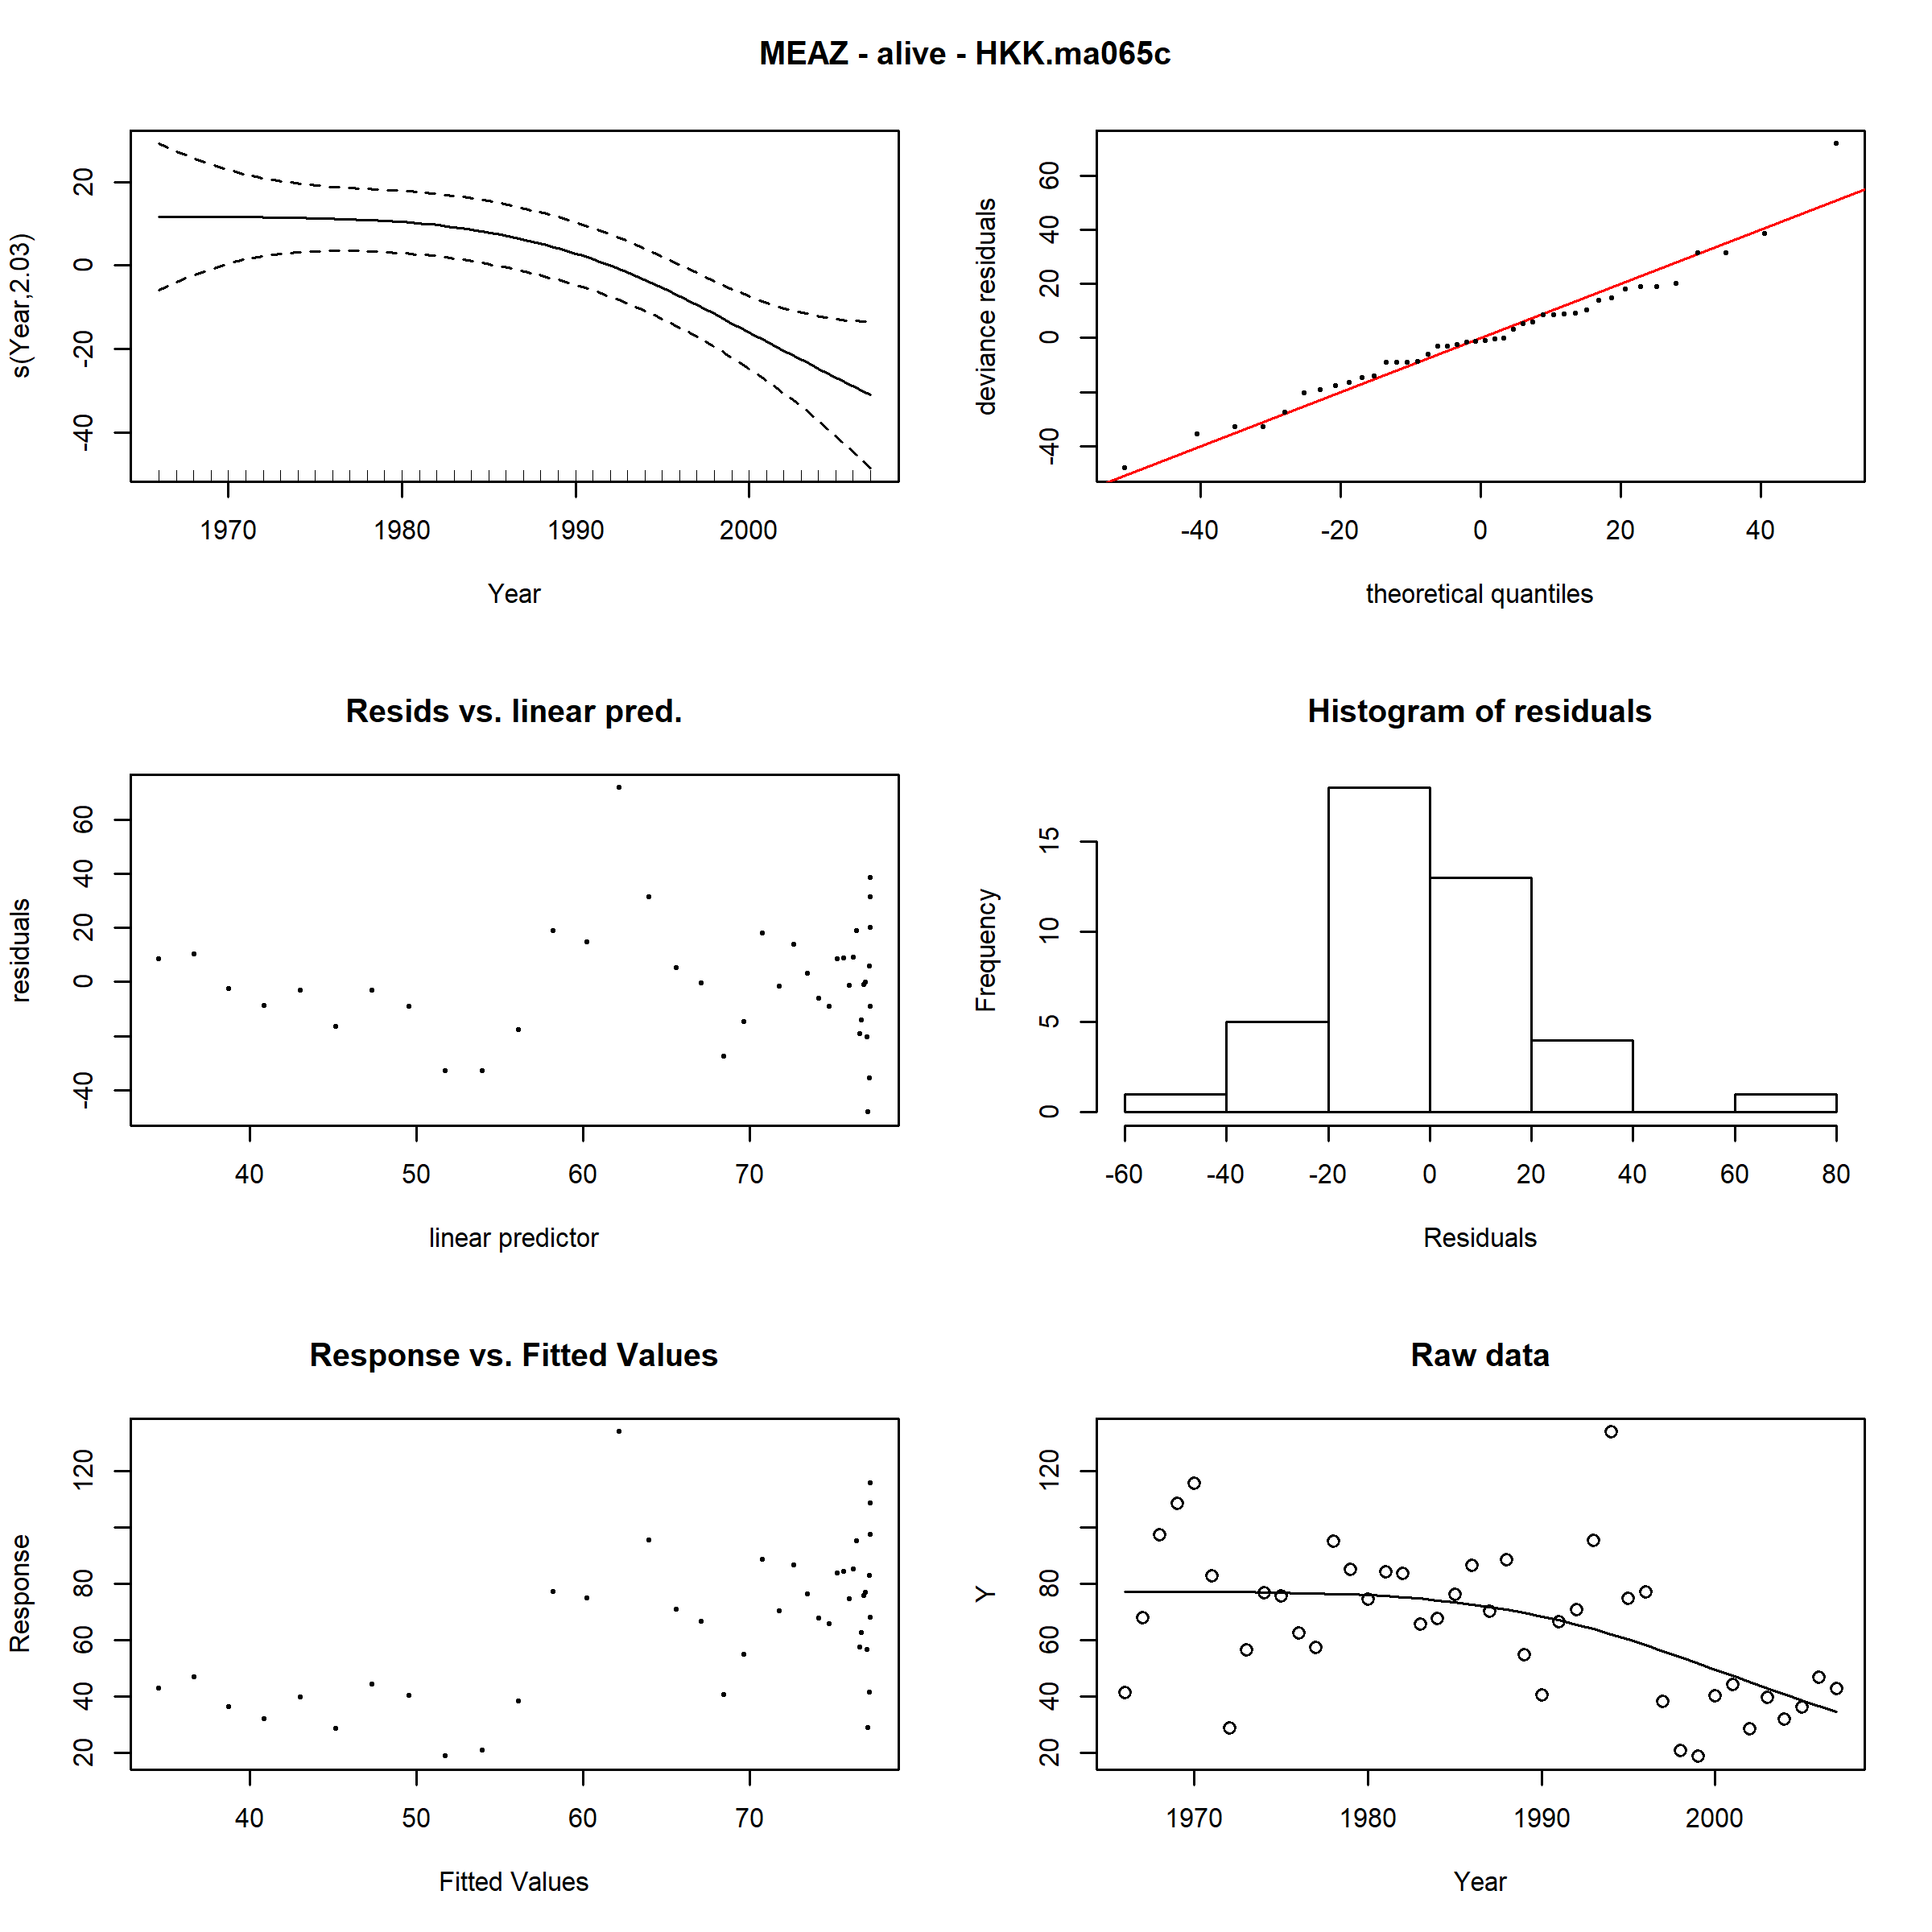 MEAZ - alive - HKK.ma065c
s(Year,2.03)
20
0
-20
-40
1970 1980 1990 2000
Year
deviance residuals
60
40
20
0
-40
-40 -20 0 20 40
theoretical quantiles
Resids vs. linear pred.
residuals
60
40
20
0
-40
40 50 60 70
linear predictor
Histogram of residuals
Frequency
15
10
5
0
-60 -40 -20 0 20 40 60 80
Residuals
Response vs. Fitted Values
Response
120
80
60
40
20
40 50 60 70
Fitted Values
Raw data
Y
120
80
60
40
20
1970 1980 1990 2000
Year